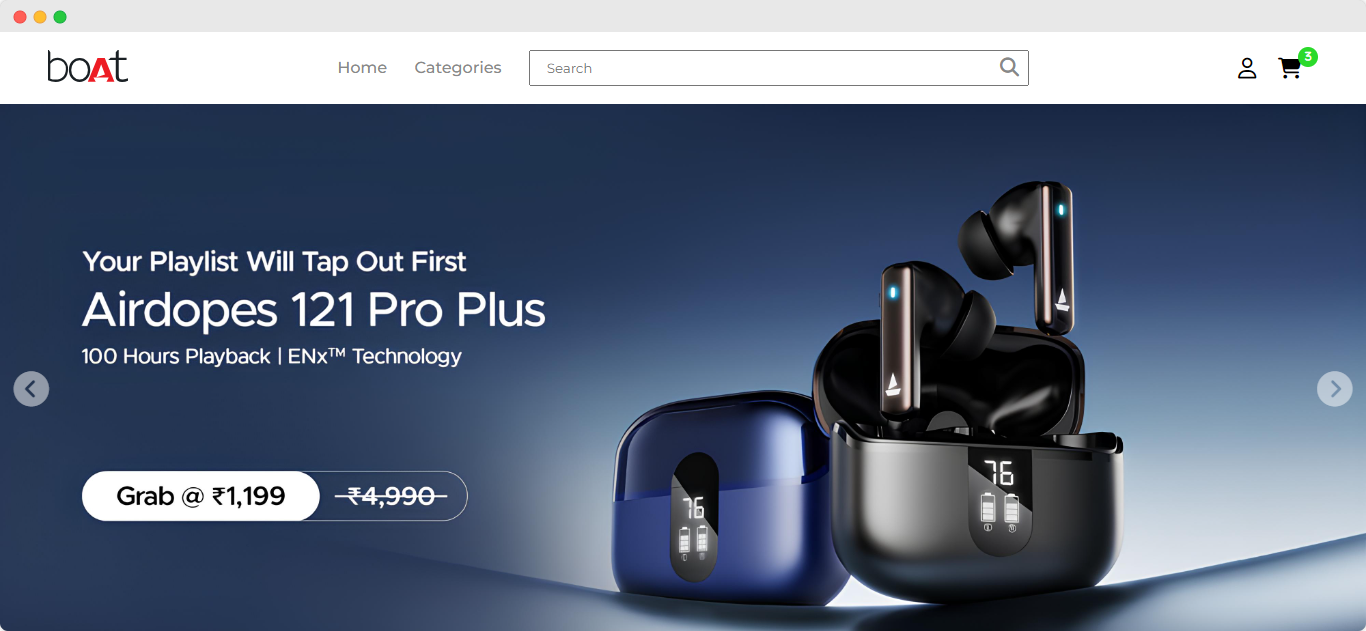 boAt
Home Categories Search 3
Your Playlist Will Tap Out First
Airdopes 121 Pro Plus
100 Hours Playback | ENx™ Technology
Grab @ ₹1,199 ₹4,990
76
76